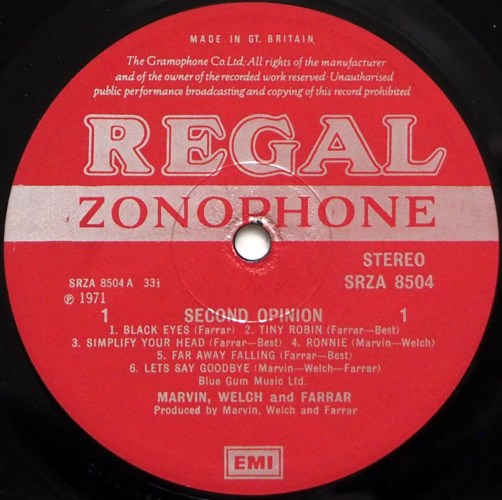 MADE IN GT. BRITAIN
The Gramophone Co.Ltd. All rights of the manufacturer
and of the owner of the recorded work reserved · Unauthorised
public performance broadcasting and copying of this record prohibited
REGAL
ZONOPHONE
STEREO
SRZA 8504
SRZA 8504 A 33⅓
℗ 1971
1 SECOND OPINION 1
1. BLACK EYES (Farrar) 2. TINY ROBIN (Farrar—Best)
3. SIMPLIFY YOUR HEAD (Farrar—Best) 4. RONNIE (Marvin—Welch)
5. FAR AWAY FALLING (Farrar—Best)
6. LETS SAY GOODBYE (Marvin—Welch—Farrar)
Blue Gum Music Ltd.
MARVIN, WELCH and FARRAR
Produced by Marvin, Welch and Farrar
EMI